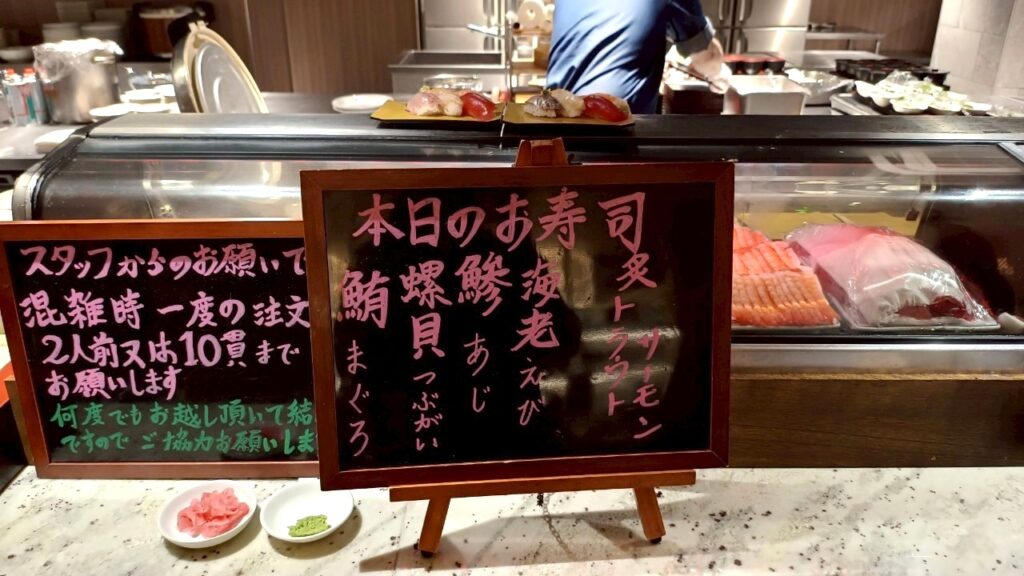 スタッフからのお願いで
混雑時 一度の 注文
2人前又は10貫まで
お願いします
何度でもお越し頂いて結
ですので ご協力お願いしま
本日のお寿司
炙トラウト
サーモン
海老えび
鯵あじ
螺貝つぶがい
鮪まぐろ